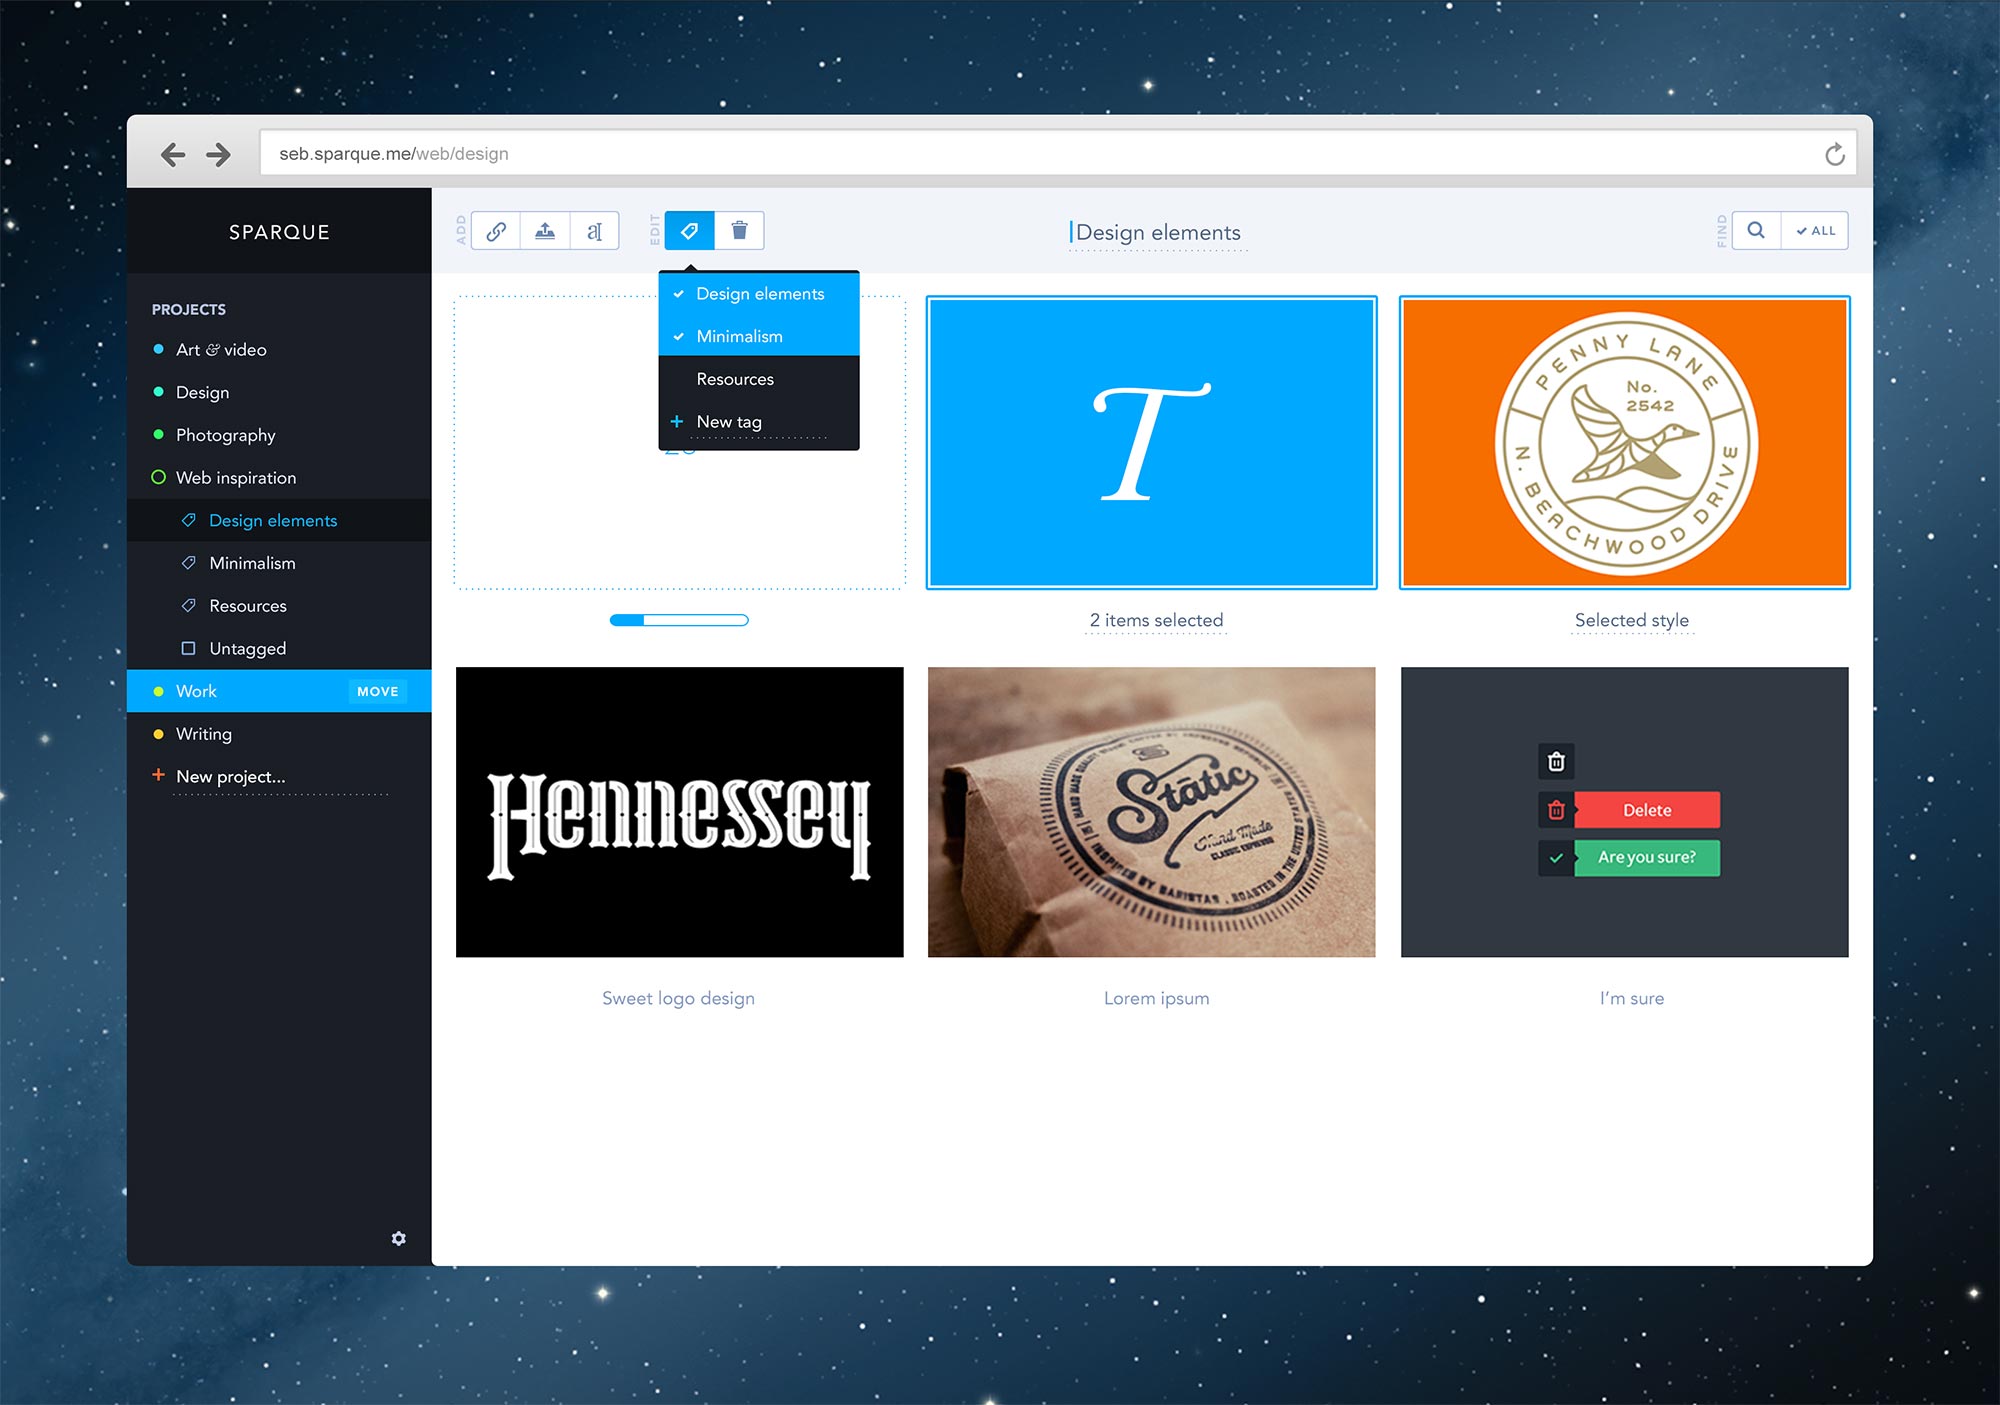 seb.sparque.me/web/design
SPARQUE
PROJECTS
Art & video
Design
Photography
Web inspiration
Design elements
Minimalism
Resources
Untagged
Work
MOVE
Writing
New project...
ADD
a
EDIT
Design elements
FIND
ALL
Design elements
Minimalism
Resources
New tag
T
2 items selected
PENNY LANE
No.
2542
N. BEACHWOOD DRIVE
Selected style
Hennessey
Sweet logo design
Static
Hand Made
CLASSIC ESPRESSO
INSPIRED BY BARISTAS . ROASTED IN THE UNITED STATES
Lorem ipsum
Delete
Are you sure?
I'm sure